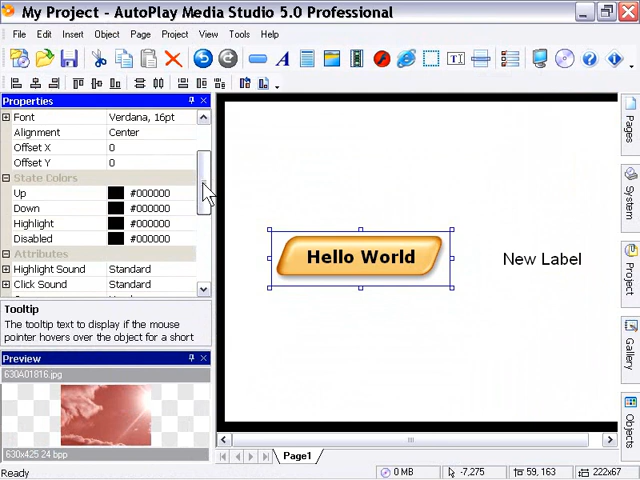 My Project - AutoPlay Media Studio 5.0 Professional
File Edit Insert Object Page Project View Tools Help
Properties
Font Verdana, 16pt
Alignment Center
Offset X 0
Offset Y 0
State Colors
Up #000000
Down #000000
Highlight #000000
Disabled #000000
Attributes
Highlight Sound Standard
Click Sound Standard
Tooltip
The tooltip text to display if the mouse
pointer hovers over the object for a short
Preview
630A01816.jpg
630x425 24 bpp
Hello World
New Label
Pages
System
Project
Gallery
Objects
Page1
Ready
0 MB
-7,275
59, 163
222x67